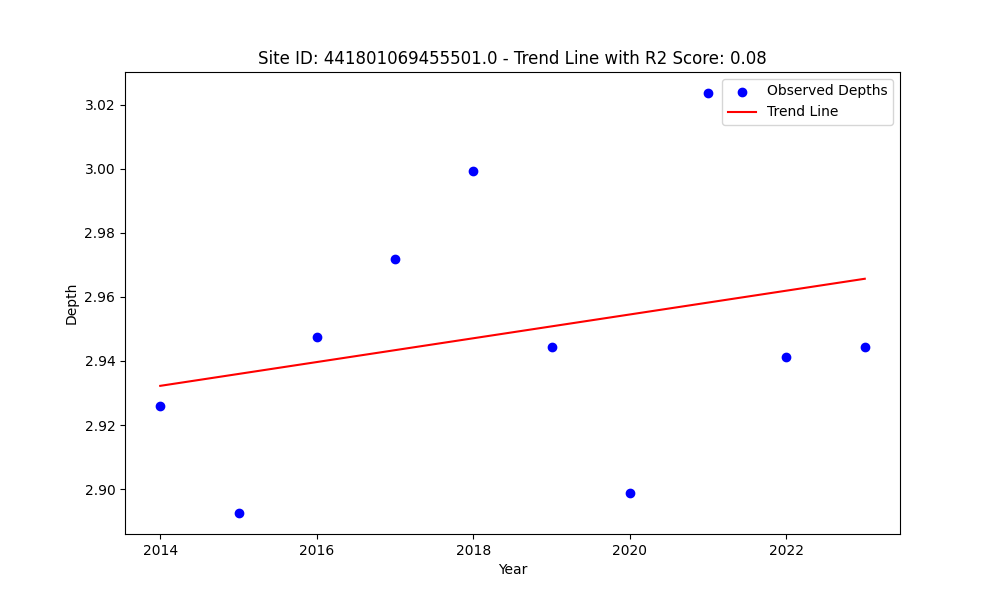 Site ID: 441801069455501.0 - Trend Line with R2 Score: 0.08
Observed Depths
Trend Line
3.02
3.00
2.98
2.96
2.94
2.92
2.90
Depth
2014
2016
2018
2020
2022
Year